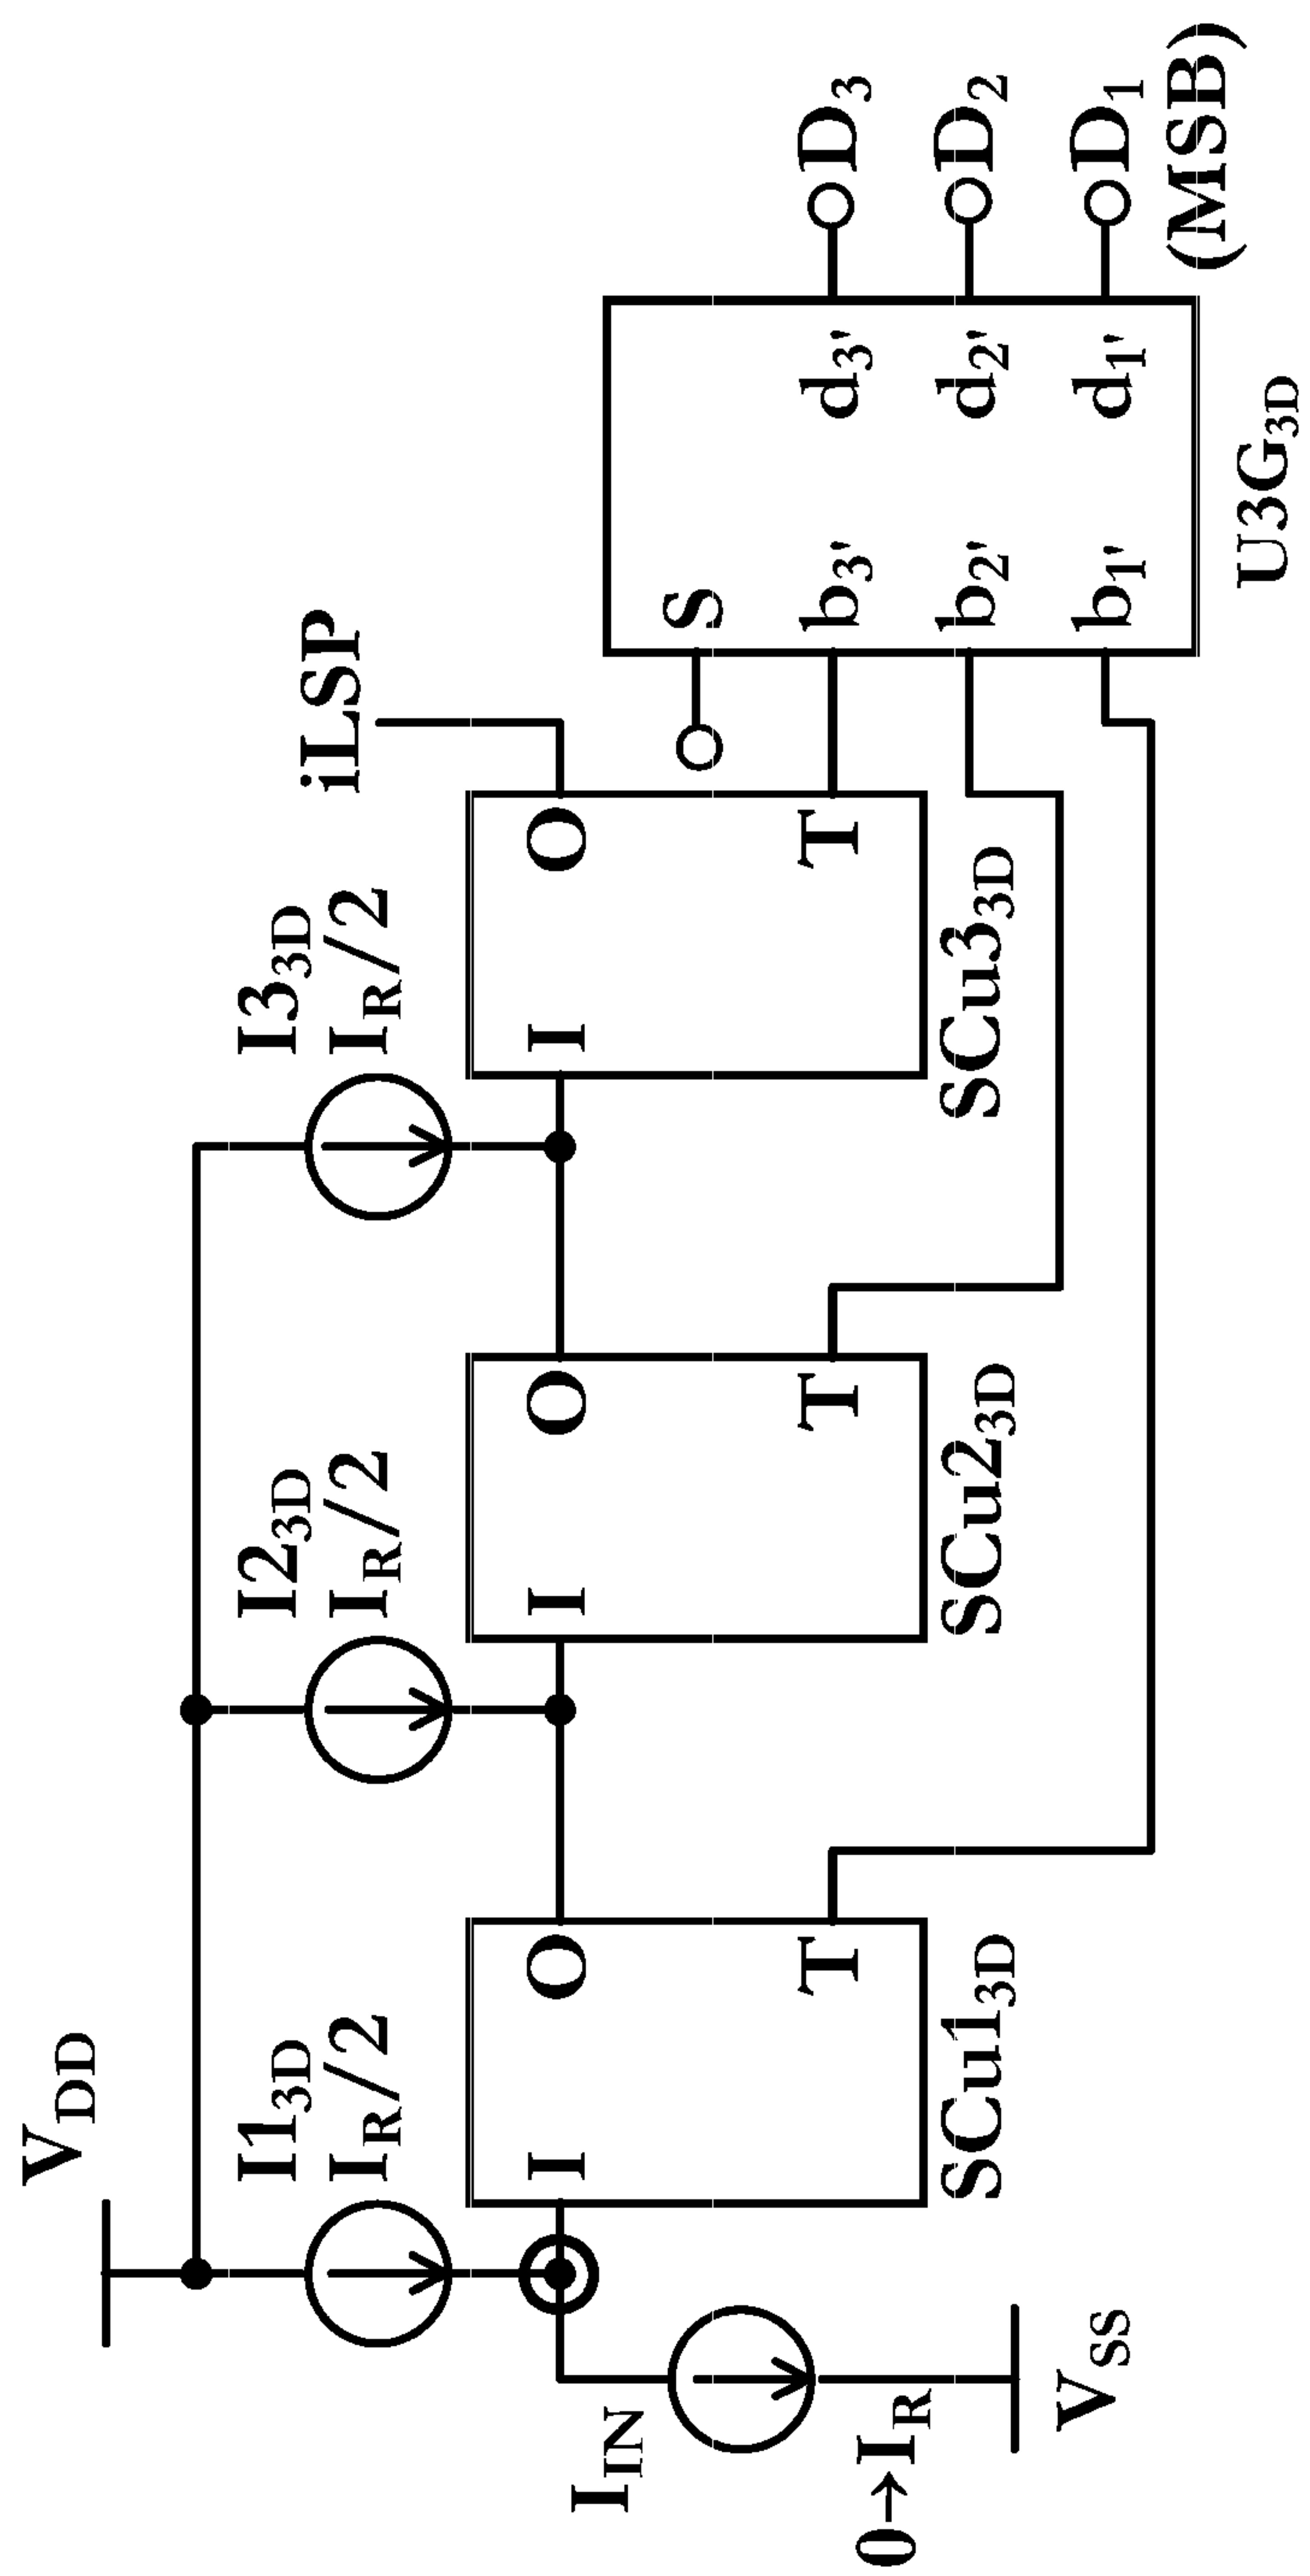 V_DD
I1_3D
I_R/2
I2_3D
I_R/2
I3_3D
I_R/2
iLSP
I_IN
0→I_R
V_SS
I
O
T
SCu1_3D
I
O
T
SCu2_3D
I
O
T
SCu3_3D
S
b_3'
d_3'
D_3
b_2'
d_2'
D_2
b_1'
d_1'
D_1
(MSB)
U3G_3D